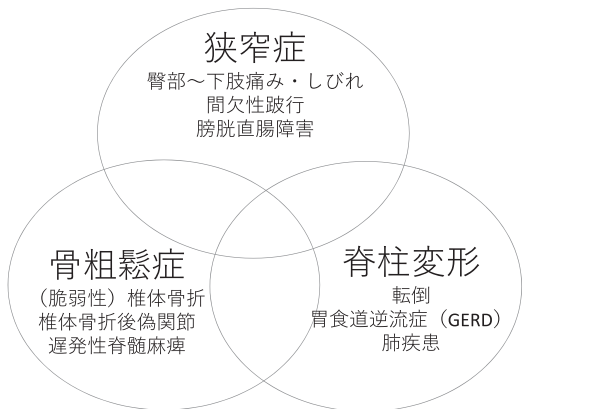 狭窄症
臀部～下肢痛み・しびれ
間欠性跛行
膀胱直腸障害
骨粗鬆症
（脆弱性）椎体骨折
椎体骨折後偽関節
遅発性脊髄麻痺
脊柱変形
転倒
胃食道逆流症（GERD）
肺疾患